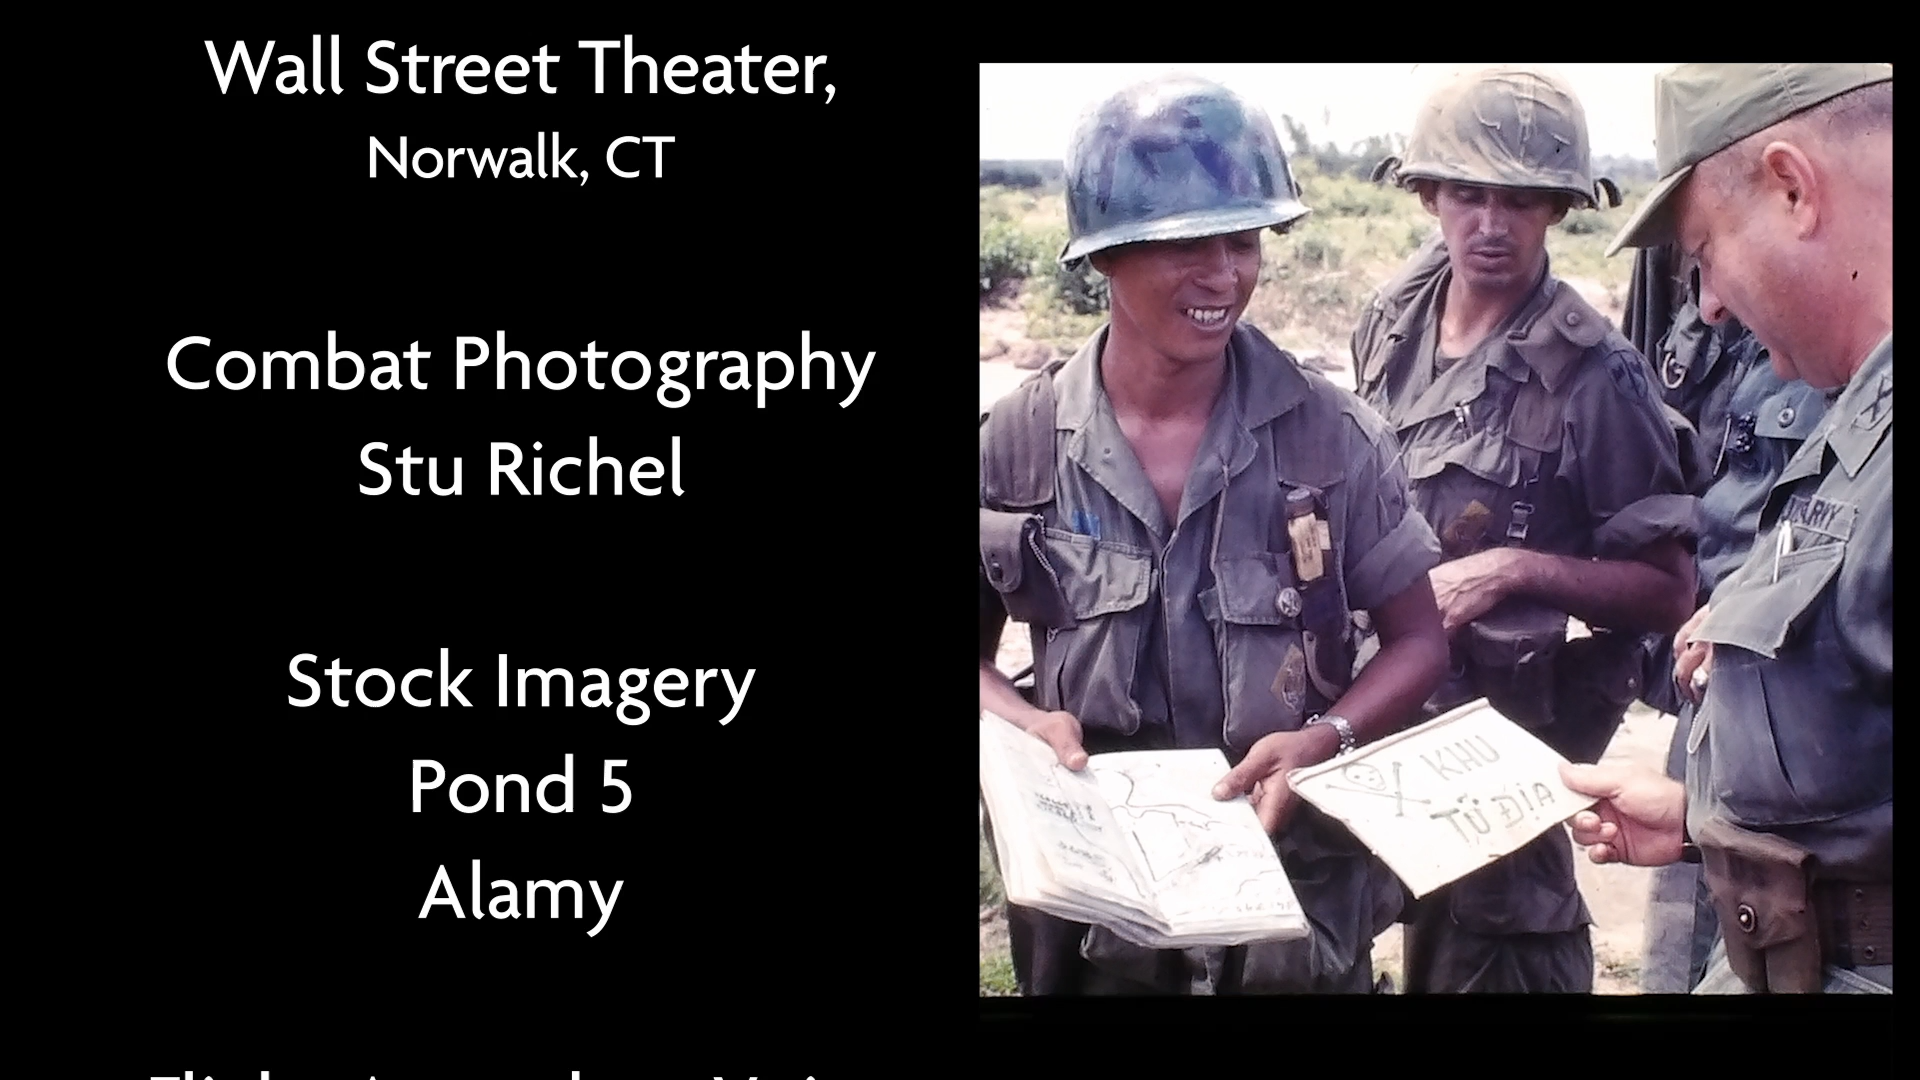 Wall Street Theater,
Norwalk, CT
Combat Photography
Stu Richel
Stock Imagery
Pond 5
Alamy
KHU
TỬ ĐỊA